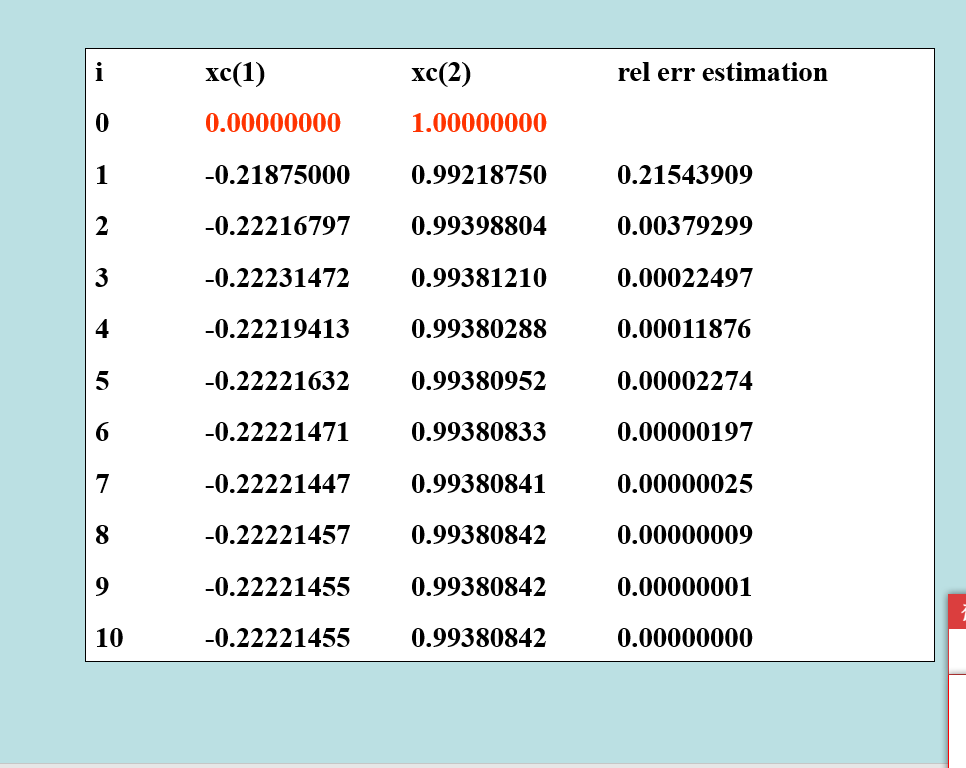 i xc(1) xc(2) rel err estimation
0 0.00000000 1.00000000
1 -0.21875000 0.99218750 0.21543909
2 -0.22216797 0.99398804 0.00379299
3 -0.22231472 0.99381210 0.00022497
4 -0.22219413 0.99380288 0.00011876
5 -0.22221632 0.99380952 0.00002274
6 -0.22221471 0.99380833 0.00000197
7 -0.22221447 0.99380841 0.00000025
8 -0.22221457 0.99380842 0.00000009
9 -0.22221455 0.99380842 0.00000001
10 -0.22221455 0.99380842 0.00000000